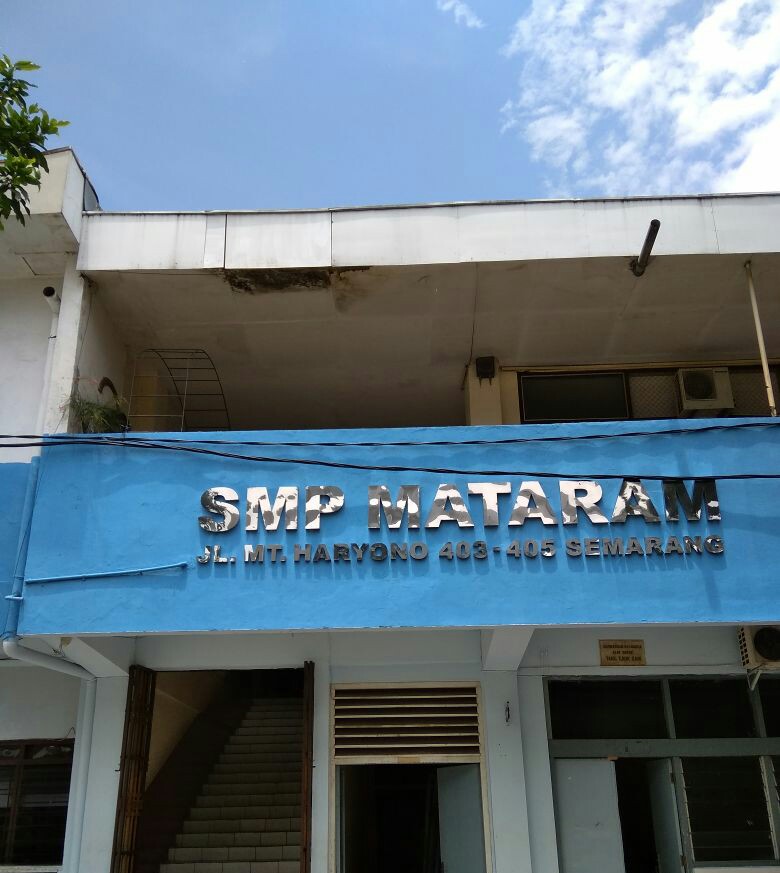 SMP MATARAM
JL. MT. HARYONO 403-405 SEMARANG